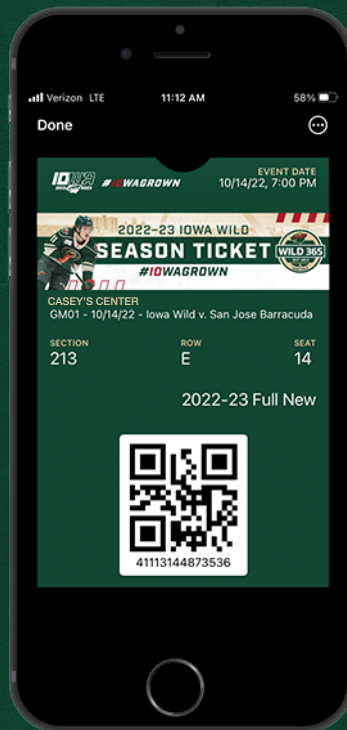 Verizon LTE 11:12 AM 58%
Done
IOWA
#IOWAGROWN
EVENT DATE
10/14/22, 7:00 PM
2022-23 IOWA WILD
SEASON TICKET
#IOWAGROWN
WILD 365
CASEY'S CENTER
GM01 - 10/14/22 - Iowa Wild v. San Jose Barracuda
SECTION ROW SEAT
213 E 14
2022-23 Full New
41113144873536